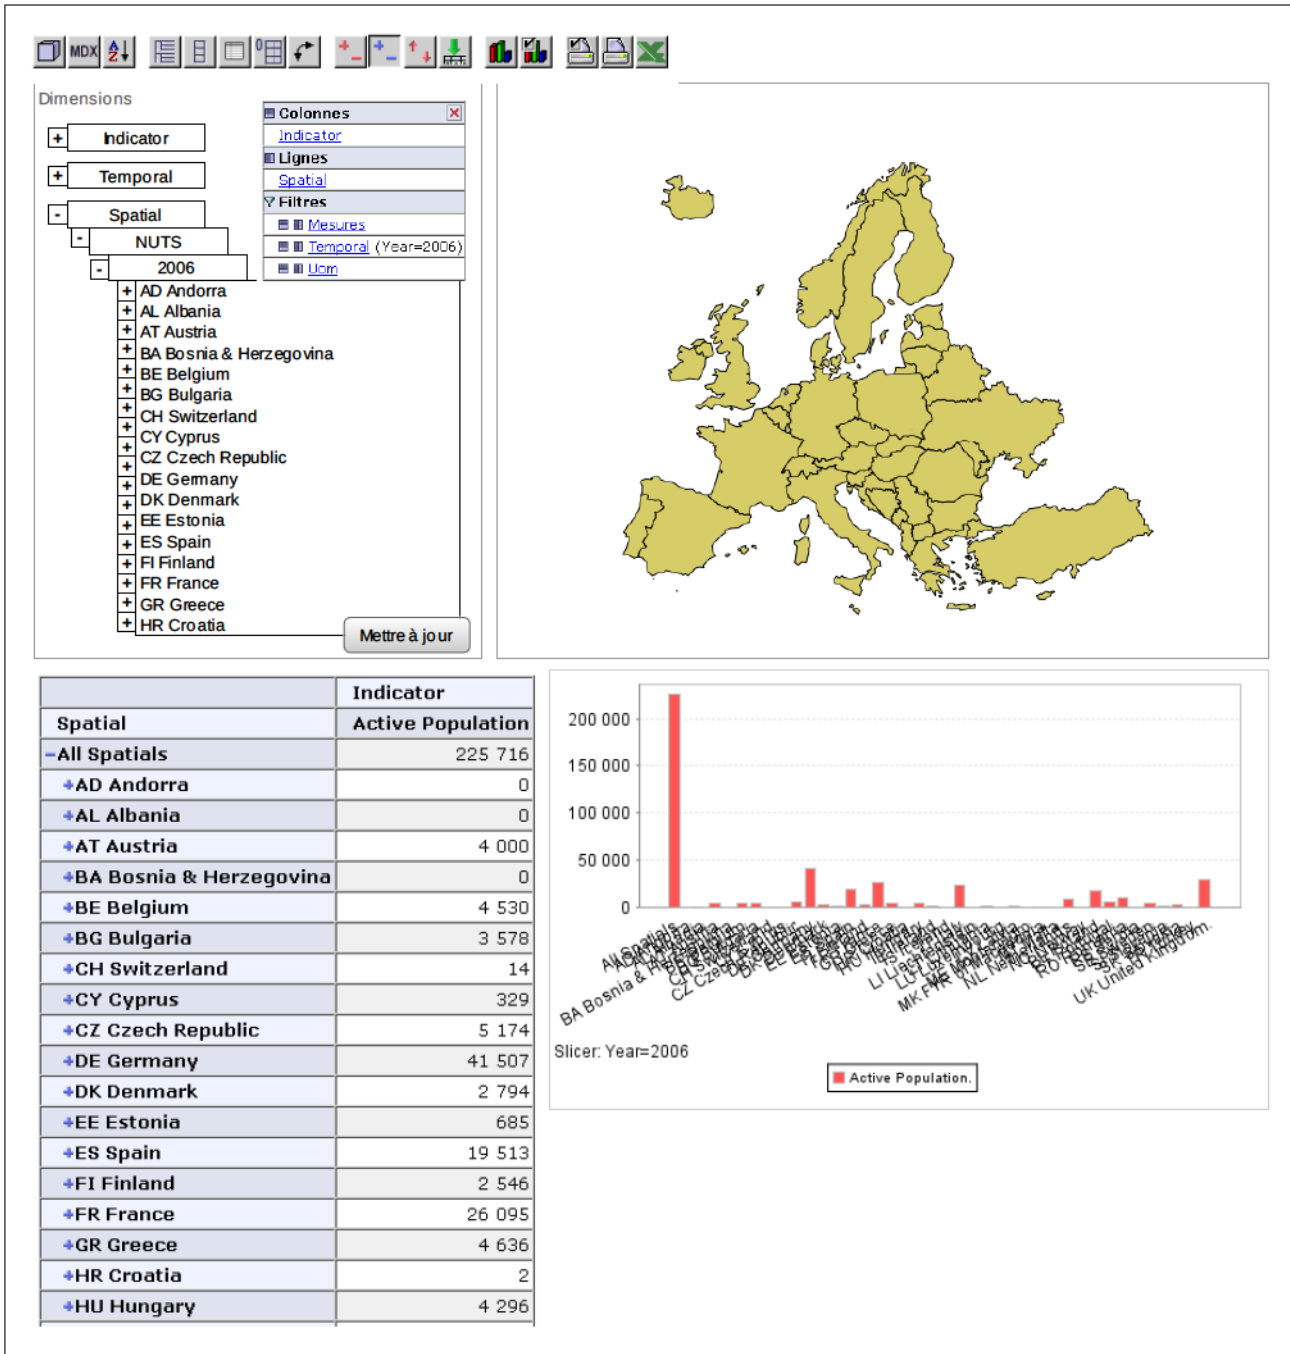 MDX
A
Z
0
Dimensions
+ Indicator
+ Temporal
- Spatial
- NUTS
- 2006
+ AD Andorra
+ AL Albania
+ AT Austria
+ BA Bosnia & Herzegovina
+ BE Belgium
+ BG Bulgaria
+ CH Switzerland
+ CY Cyprus
+ CZ Czech Republic
+ DE Germany
+ DK Denmark
+ EE Estonia
+ ES Spain
+ FI Finland
+ FR France
+ GR Greece
+ HR Croatia
Mettre à jour
Colonnes
Indicator
Lignes
Spatial
Filtres
Mesures
Temporal (Year=2006)
Uom
Indicator
Spatial Active Population
-All Spatials 225 716
+AD Andorra 0
+AL Albania 0
+AT Austria 4 000
+BA Bosnia & Herzegovina 0
+BE Belgium 4 530
+BG Bulgaria 3 578
+CH Switzerland 14
+CY Cyprus 329
+CZ Czech Republic 5 174
+DE Germany 41 507
+DK Denmark 2 794
+EE Estonia 685
+ES Spain 19 513
+FI Finland 2 546
+FR France 26 095
+GR Greece 4 636
+HR Croatia 2
+HU Hungary 4 296
200 000
150 000
100 000
50 000
0
All Spatials
BA Bosnia &
CZ Czech
MK FYR
UK United Kingdom.
Slicer: Year=2006
Active Population.